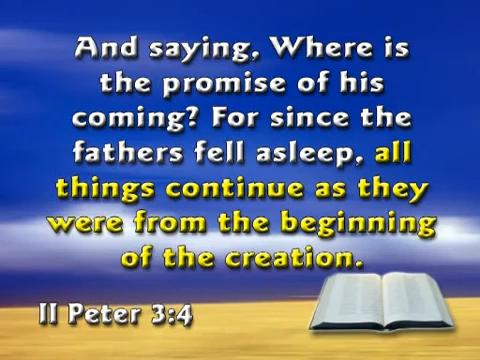 And saying, Where is
the promise of his
coming? For since the
fathers fell asleep, all
things continue as they
were from the beginning
of the creation.
II Peter 3:4